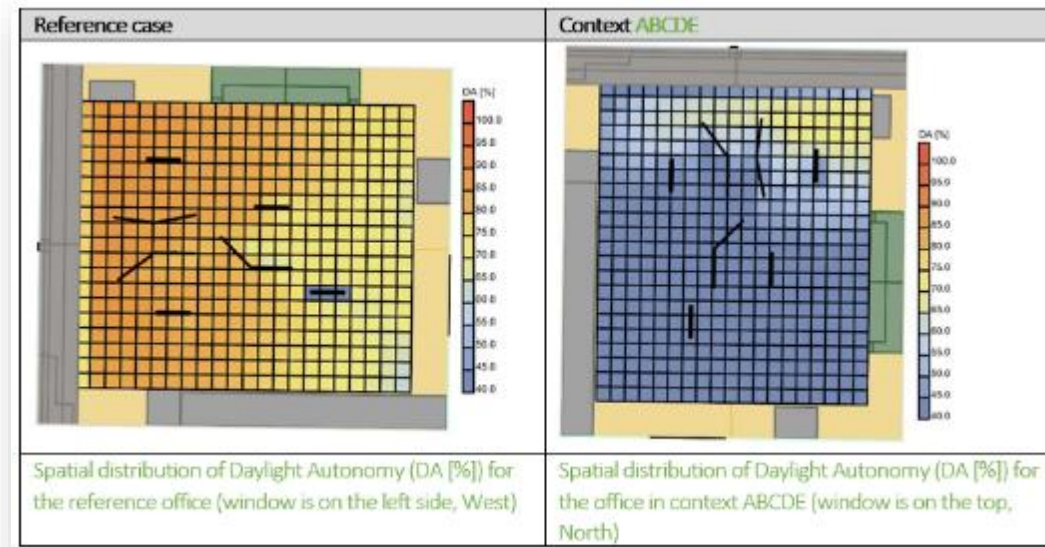 Reference case
Context ABCDE
DA [%]
100.0
95.0
90.0
85.0
80.0
75.0
70.0
65.0
60.0
55.0
50.0
45.0
40.0
DA [%]
100.0
95.0
90.0
85.0
80.0
75.0
70.0
65.0
60.0
55.0
50.0
45.0
40.0
Spatial distribution of Daylight Autonomy (DA [%]) for
the reference office (window is on the left side, West)
Spatial distribution of Daylight Autonomy (DA [%]) for
the office in context ABCDE (window is on the top,
North)